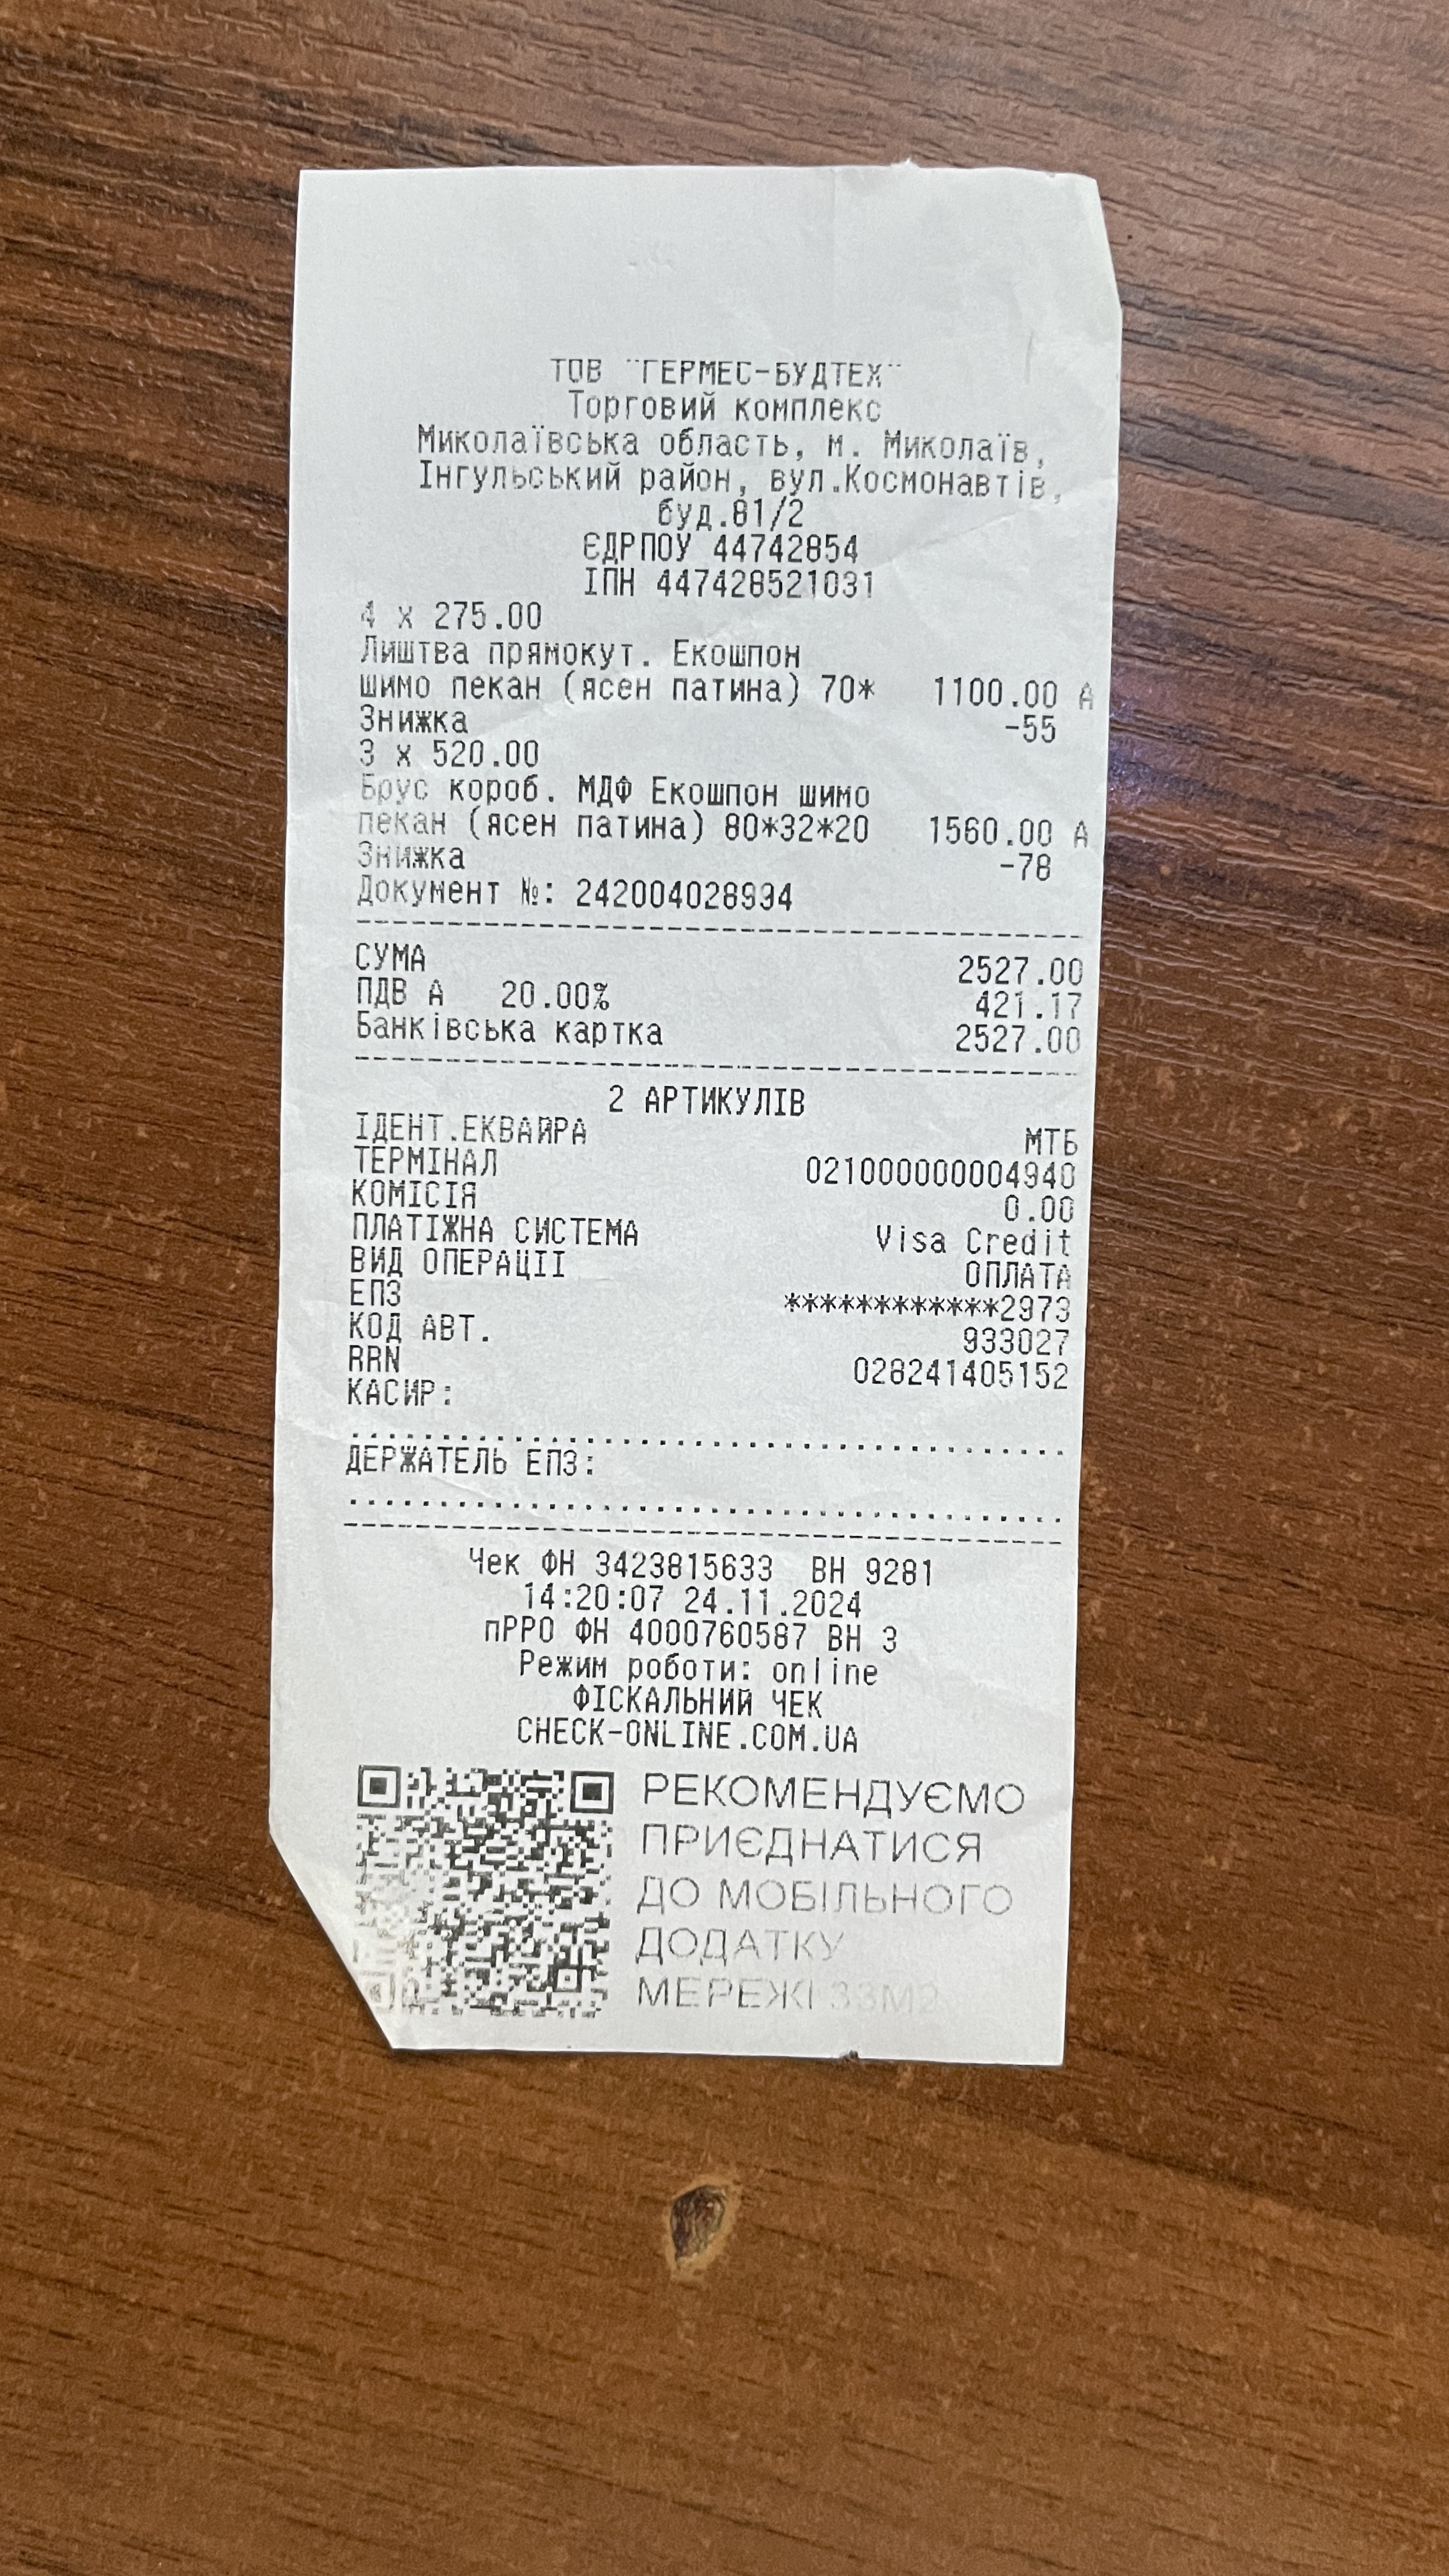 ТОВ "ГЕРМЕС-БУДТЕХ"
Торговий комплекс
Миколаївська область, м. Миколаїв,
Інгульський район, вул.Космонавтів,
буд.81/2
ЄДРПОУ 44742854
ІПН 447428521031
4 x 275.00
Лиштва прямокут. Екошпон
шимо пекан (ясен патина) 70* 1100.00 А
Знижка -55
3 x 520.00
Брус короб. МДФ Екошпон шимо
пекан (ясен патина) 80*32*20 1560.00 А
Знижка -78
Документ №: 242004028994
СУМА 2527.00
ПДВ А 20.00% 421.17
Банківська картка 2527.00
2 АРТИКУЛІВ
ІДЕНТ.ЕКВАЙРА МТБ
ТЕРМІНАЛ 021000000004940
КОМІСІЯ 0.00
ПЛАТІЖНА СИСТЕМА Visa Credit
ВИД ОПЕРАЦІІ ОПЛАТА
ЕПЗ ************2973
КОД АВТ. 933027
RRN 028241405152
КАСИР:
ДЕРЖАТЕЛЬ ЕПЗ:
Чек ФН 3423815633 ВН 9281
14:20:07 24.11.2024
пРРО ФН 4000760587 ВН 3
Режим роботи: online
ФІСКАЛЬНИЙ ЧЕК
CHECK-ONLINE.COM.UA
РЕКОМЕНДУЄМО
ПРИЄДНАТИСЯ
ДО МОБІЛЬНОГО
ДОДАТКУ
МЕРЕЖІ